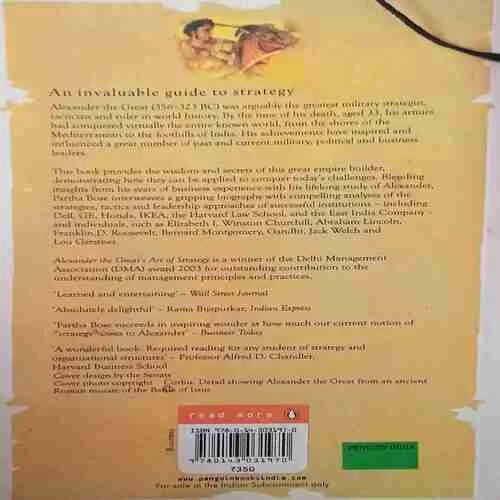 An invaluable guide to strategy
Alexander the Great (356–323 BC) was arguably the greatest military strategist,
tactician and ruler in world history. By the time of his death, aged 33, his armies
had conquered virtually the entire known world, from the shores of the
Mediterranean to the foothills of India. His achievements have inspired and
influenced a great number of past and current military, political and business
leaders.
This book provides the wisdom and secrets of this great empire builder,
demonstrating how they can be applied to conquer today's challenges. Blending
insights from his years of business experience with his lifelong study of Alexander,
Partha Bose interweaves a gripping biography with compelling analyses of the
strategies, tactics and leadership approaches of successful institutions – including
Dell, GE, Honda, IKEA, the Harvard Law School, and the East India Company –
and individuals, such as Elizabeth I, Winston Churchill, Abraham Lincoln,
Franklin D. Roosevelt, Bernard Montgomery, Gandhi, Jack Welch and
Lou Gerstner.
Alexander the Great's Art of Strategy is a winner of the Delhi Management
Association (DMA) award 2003 for outstanding contribution to the
understanding of management principles and practices.
'Learned and entertaining' – Wall Street Journal
'Absolutely delightful' – Rama Bijapurkar, Indian Express
'Partha Bose succeeds in inspiring wonder at how much our current notion of
"strategy" owes to Alexander' – Business Today
'A wonderful book. Required reading for any student of strategy and
organisational structures' – Professor Alfred D. Chandler,
Harvard Business School
Cover design by the Senate
Cover photo copyright Corbis. Detail showing Alexander the Great from an ancient
Roman mosaic of the Battle of Issus
read more
ISBN 978-0-14-303197-0
9 780143 031970
₹350
www.penguinbooksindia.com
For sale in the Indian Subcontinent only